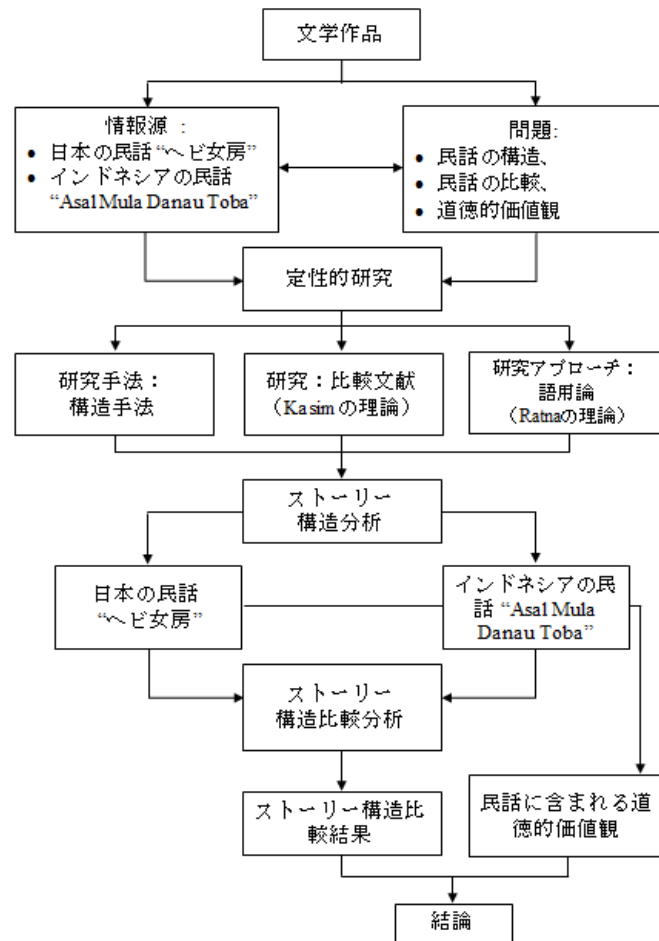 文学作品
情報源 :
• 日本の民話“ヘビ女房”
• インドネシアの民話
“Asal Mula Danau Toba”
問題:
• 民話の構造、
• 民話の比較、
• 道徳的価値観
定性的研究
研究手法：
構造手法
研究：比較文献
（Kasimの理論）
研究アプローチ：
語用論
（Ratnaの理論）
ストーリー
構造分析
日本の民話
“ヘビ女房”
インドネシアの民
話 “Asal Mula
Danau Toba”
ストーリー
構造比較分析
ストーリー構造比
較結果
民話に含まれる道
徳的価値観
結論